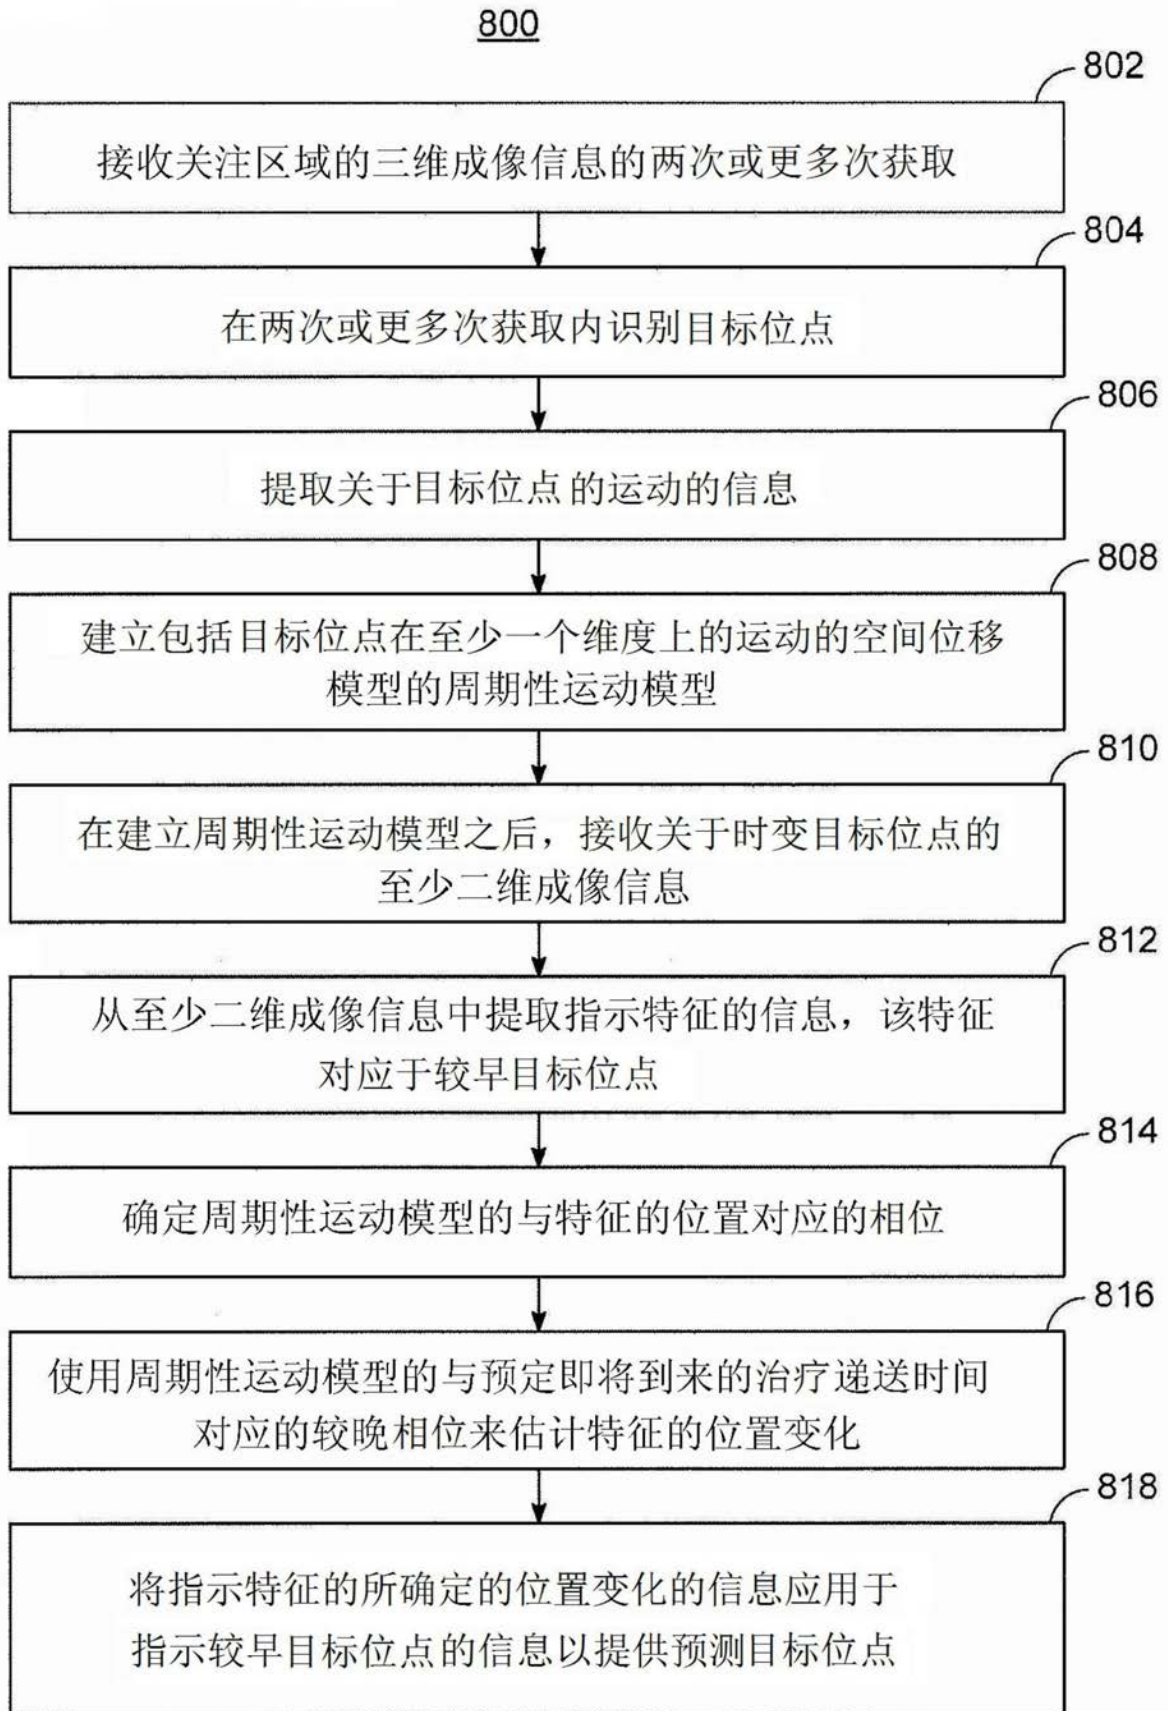 800
802
接收关注区域的三维成像信息的两次或更多次获取
804
在两次或更多次获取内识别目标位点
806
提取关于目标位点的运动的信息
808
建立包括目标位点在至少一个维度上的运动的空间位移
模型的周期性运动模型
810
在建立周期性运动模型之后，接收关于时变目标位点的
至少二维成像信息
812
从至少二维成像信息中提取指示特征的信息，该特征
对应于较早目标位点
814
确定周期性运动模型的与特征的位置对应的相位
816
使用周期性运动模型的与预定即将到来的治疗递送时间
对应的较晚相位来估计特征的位置变化
818
将指示特征的所确定的位置变化的信息应用于
指示较早目标位点的信息以提供预测目标位点